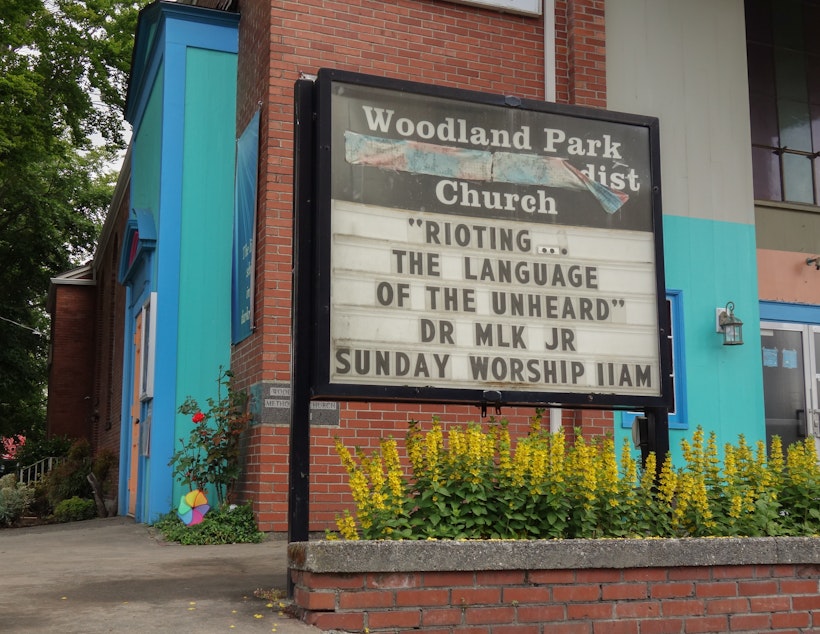 Woodland Park
dist
Church
"RIOTING ...
THE LANGUAGE
OF THE UNHEARD"
DR MLK JR
SUNDAY WORSHIP 11AM